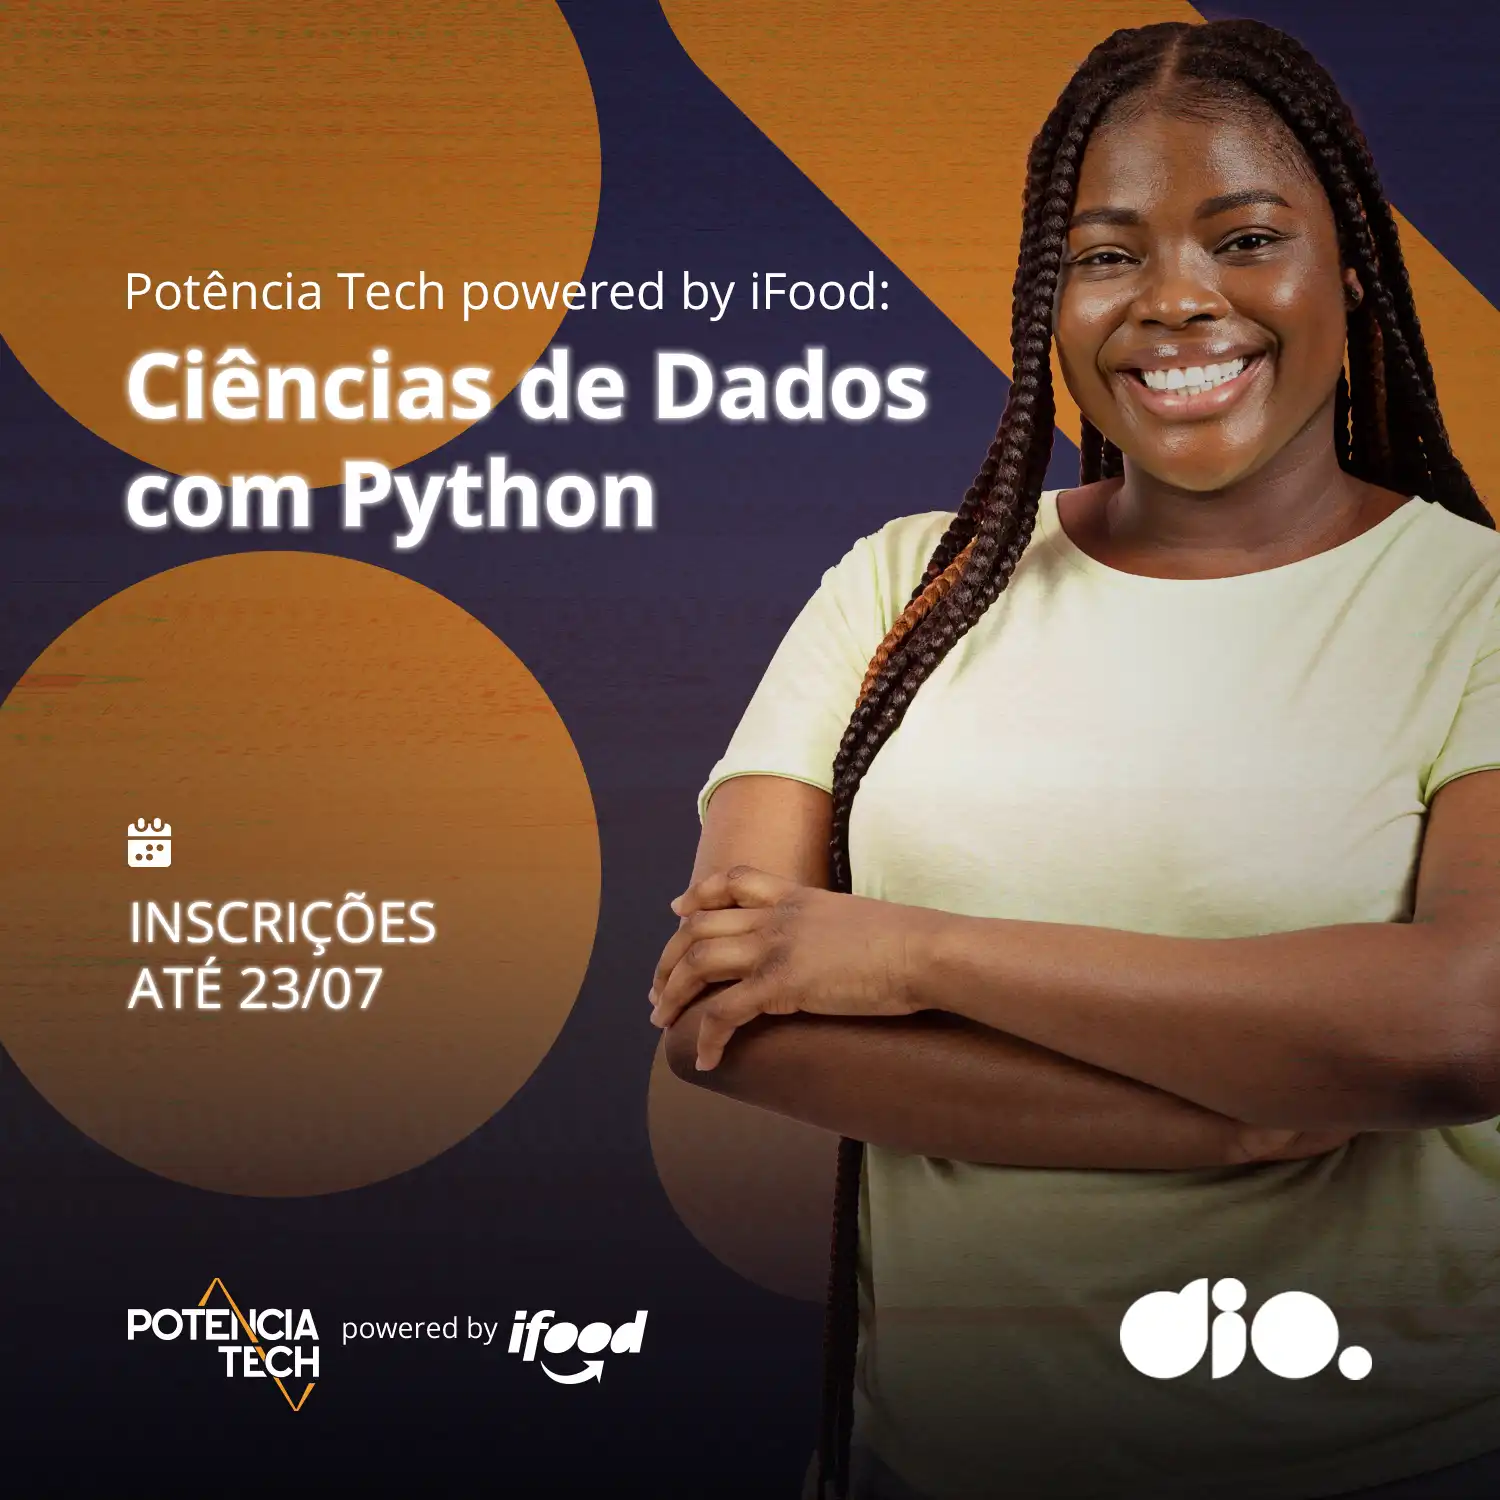 Potência Tech powered by iFood:
Ciências de Dados
com Python
INSCRIÇÕES
ATÉ 23/07
POTENCIA
TECH
powered by ifood
dio.